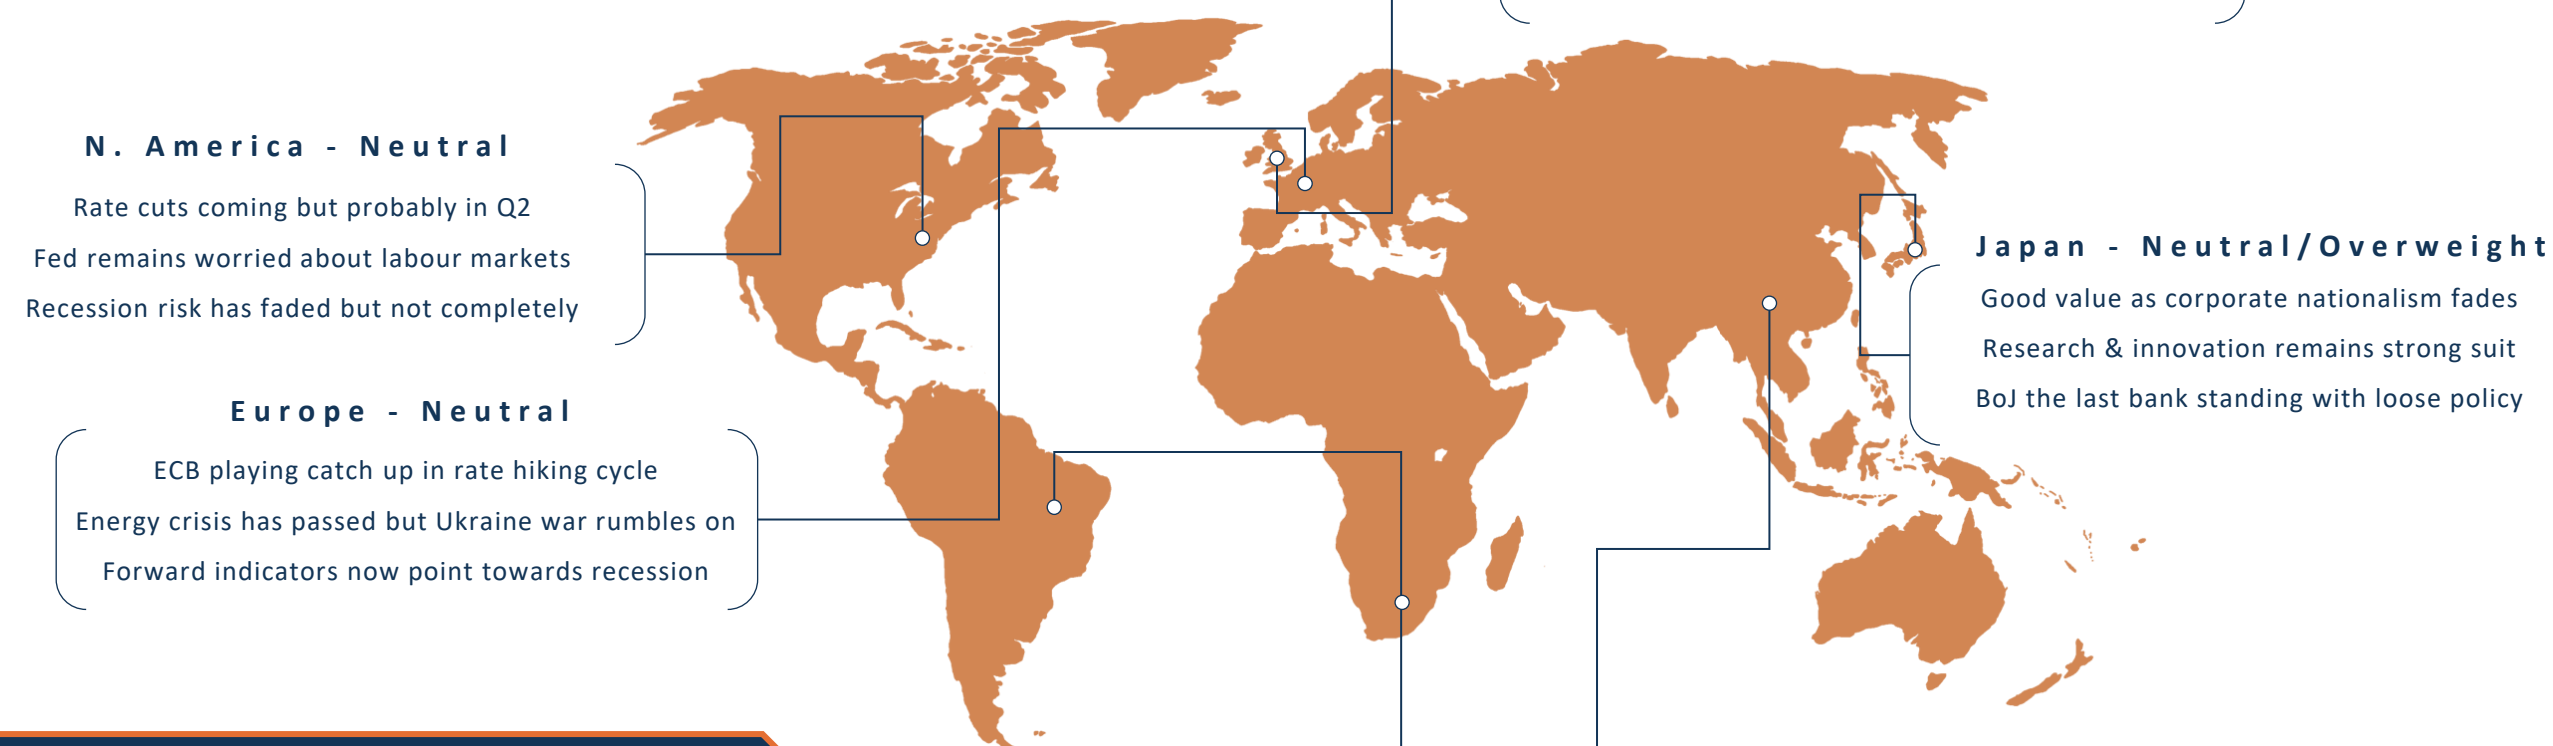 N. America - Neutral
Rate cuts coming but probably in Q2
Fed remains worried about labour markets
Recession risk has faded but not completely
Europe - Neutral
ECB playing catch up in rate hiking cycle
Energy crisis has passed but Ukraine war rumbles on
Forward indicators now point towards recession
Japan - Neutral/Overweight
Good value as corporate nationalism fades
Research & innovation remains strong suit
BoJ the last bank standing with loose policy